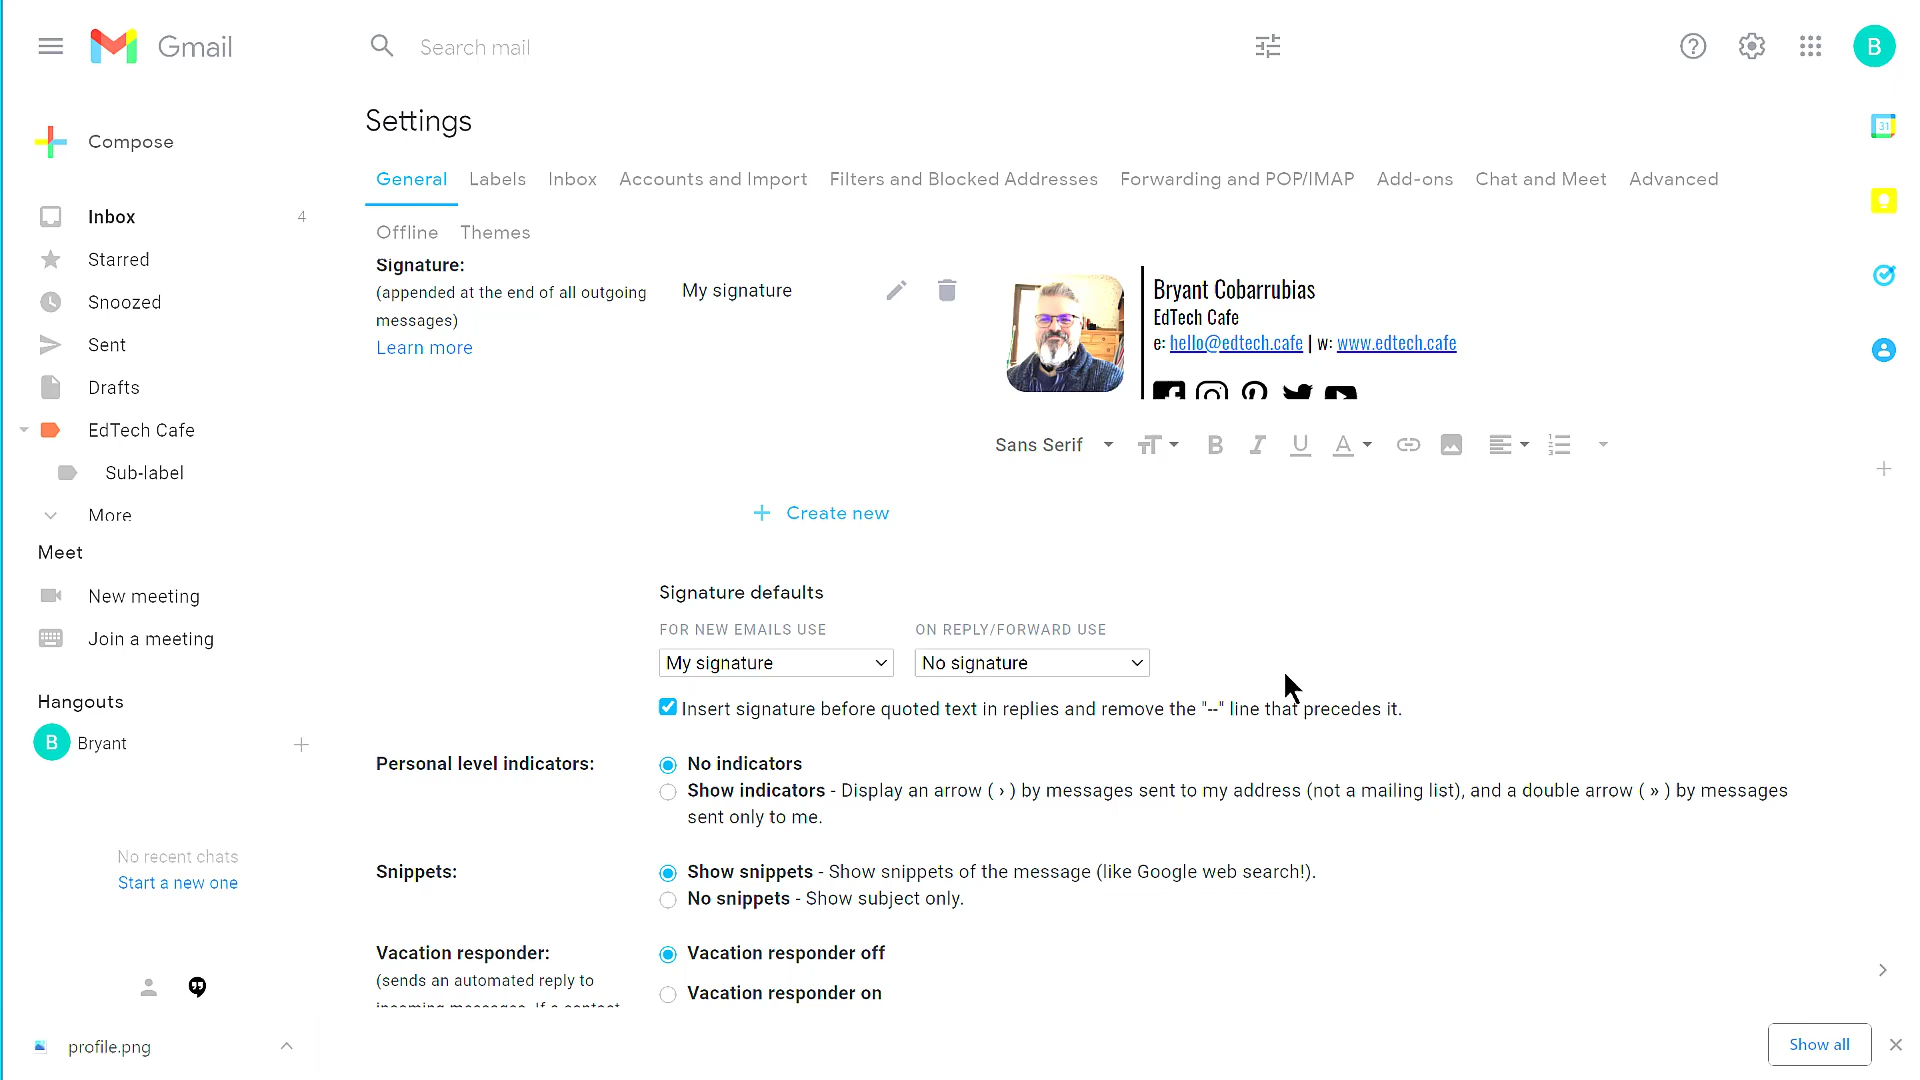 Gmail
Search mail
B
Settings
Compose
General Labels Inbox Accounts and Import Filters and Blocked Addresses Forwarding and POP/IMAP Add-ons Chat and Meet Advanced
Offline Themes
Inbox 4
Starred
Snoozed
Sent
Drafts
EdTech Cafe
Sub-label
More
Meet
New meeting
Join a meeting
Hangouts
B Bryant
No recent chats
Start a new one
Signature:
(appended at the end of all outgoing
messages)
Learn more
My signature
Bryant Cobarrubias
EdTech Cafe
e: hello@edtech.cafe | w: www.edtech.cafe
Sans Serif
Create new
Signature defaults
FOR NEW EMAILS USE ON REPLY/FORWARD USE
My signature No signature
Insert signature before quoted text in replies and remove the "--" line that precedes it.
Personal level indicators:
No indicators
Show indicators - Display an arrow ( › ) by messages sent to my address (not a mailing list), and a double arrow ( » ) by messages
sent only to me.
Snippets:
Show snippets - Show snippets of the message (like Google web search!).
No snippets - Show subject only.
Vacation responder:
(sends an automated reply to
Vacation responder off
Vacation responder on
31
profile.png
Show all